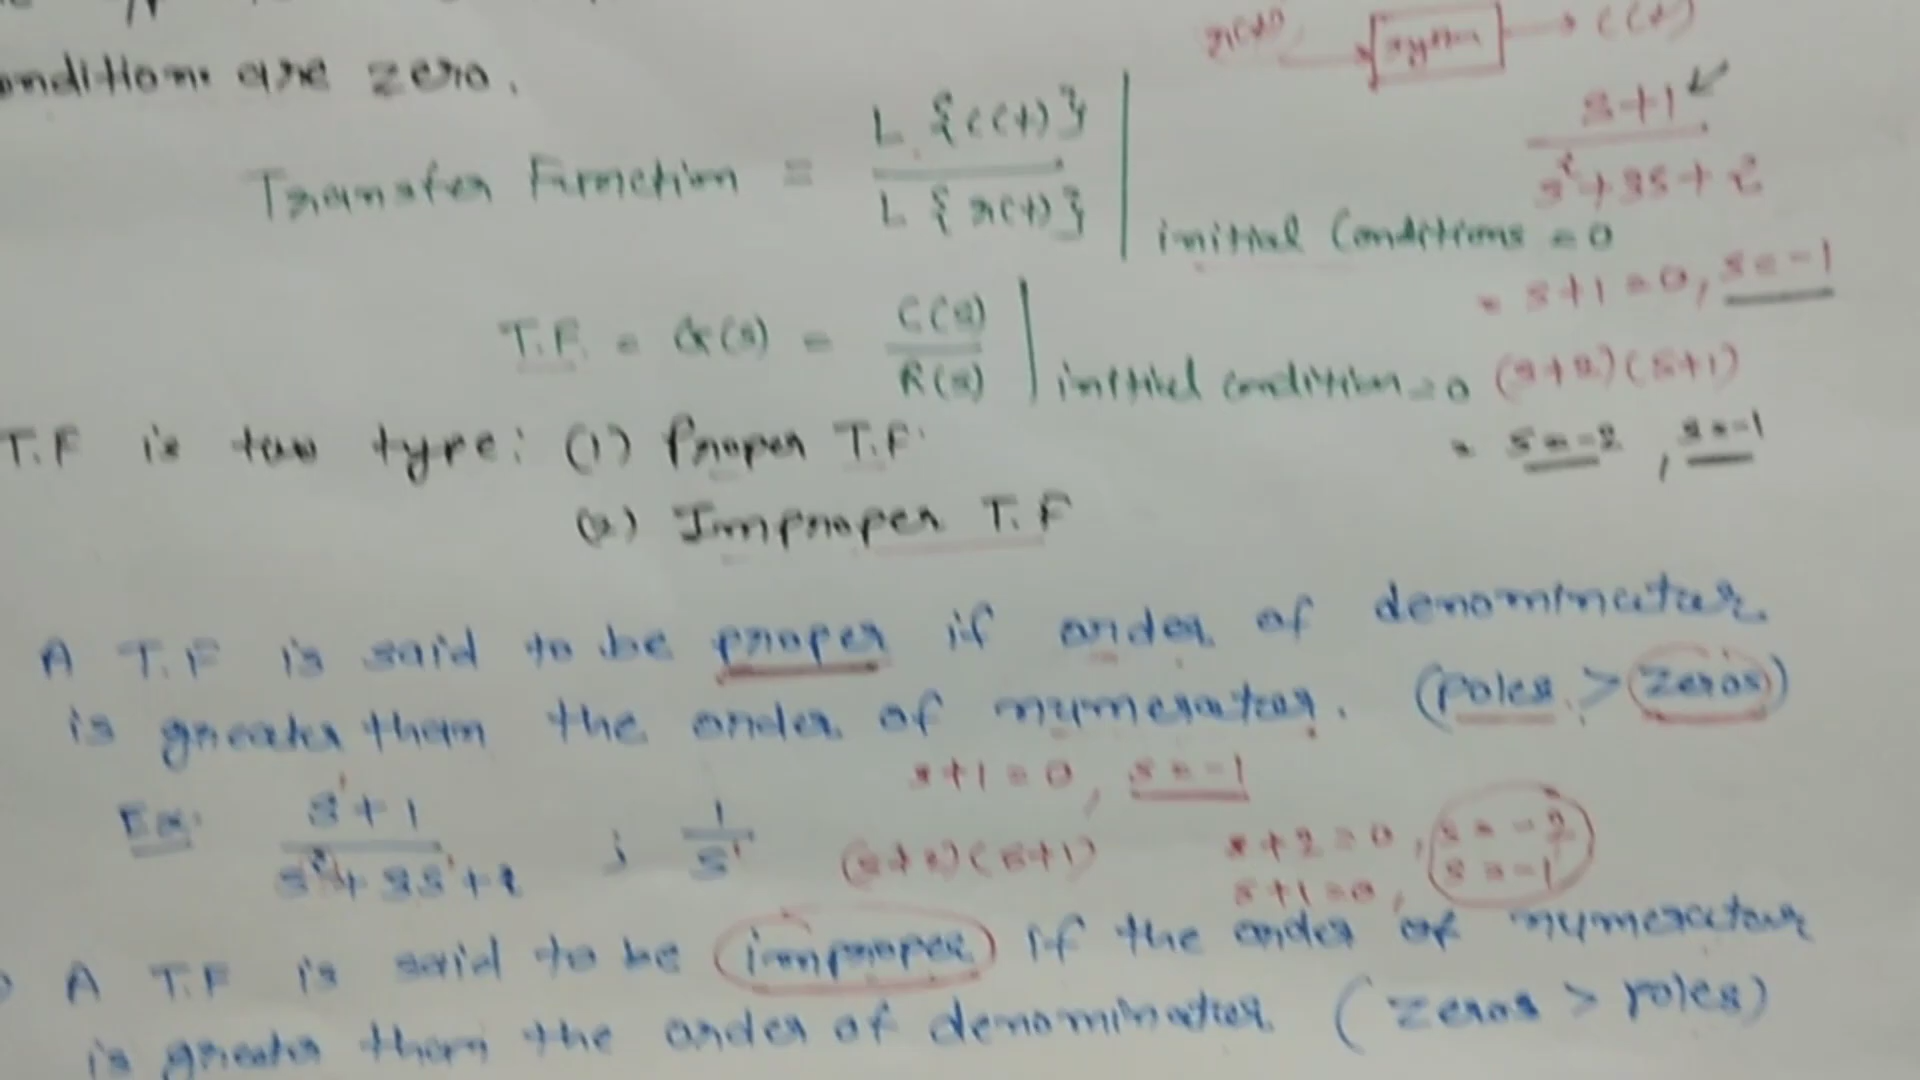 conditions are zero.
r(t) → system → c(t)
Transfer Function = L{c(t)} / L{r(t)} | initial conditions = 0
s+1 / s²+3s+2
= s+1=0, s=-1
T.F. = G(s) = C(s) / R(s) | initial condition=0
(s+2)(s+1)
= s=-2, s=-1
T.F is two type: (1) Proper T.F.
(2) Improper T.F
A T.F is said to be proper if order of denominator
is greater than the order of numerator. (poles > zeros)
s+1=0, s=-1
Ex: s¹+1 / s²+3s¹+2 ; 1/s¹
(s+2)(s+1)
s+2=0, s=-2
s+1=0, s=-1
A T.F is said to be improper if the order of numerator
is greater than the order of denominator. (zeros > poles)